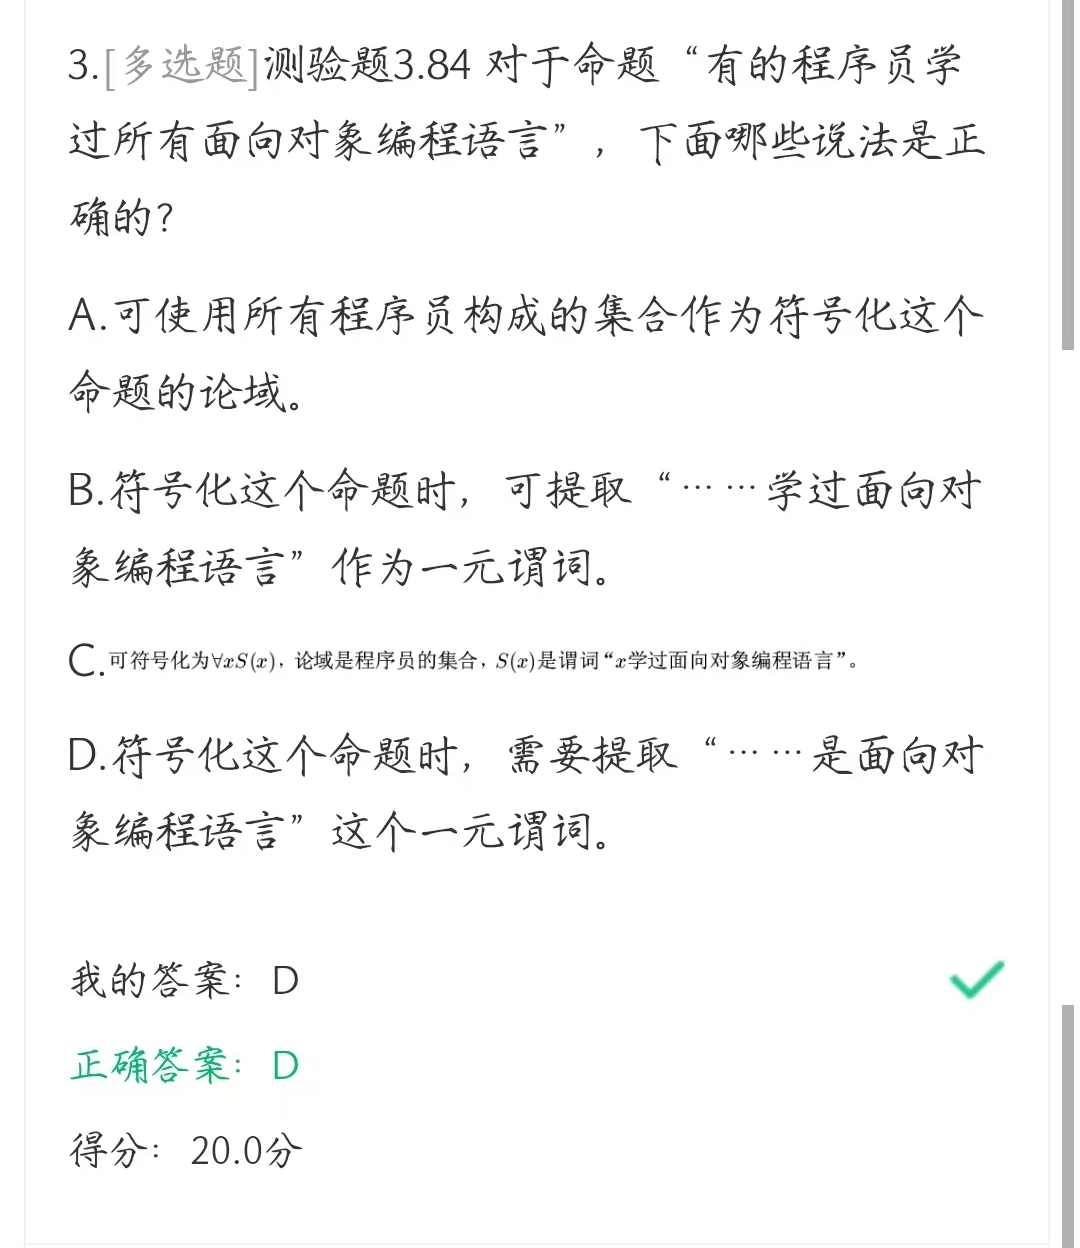 3.[多选题]测验题3.84 对于命题“有的程序员学
过所有面向对象编程语言”，下面哪些说法是正
确的？
A.可使用所有程序员构成的集合作为符号化这个
命题的论域。
B.符号化这个命题时，可提取“……学过面向对
象编程语言”作为一元谓词。
C.可符号化为∀xS(x)，论域是程序员的集合，S(x)是谓词“x学过面向对象编程语言”。
D.符号化这个命题时，需要提取“……是面向对
象编程语言”这个一元谓词。
我的答案：D
正确答案：D
得分：20.0分